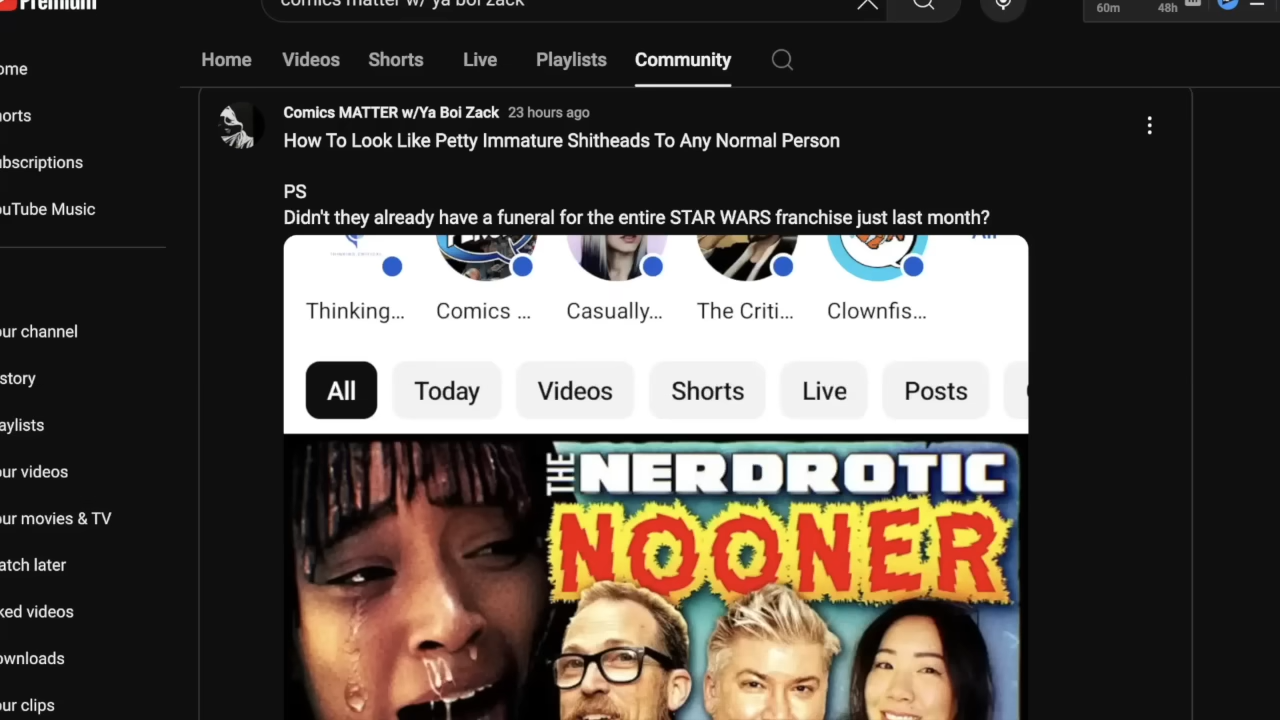 Premium
comics matter w/ ya boi zack
60m 48h
Home Videos Shorts Live Playlists Community
ome
orts
ubscriptions
ouTube Music
our channel
story
aylists
our videos
our movies & TV
atch later
ked videos
ownloads
our clips
Comics MATTER w/Ya Boi Zack 23 hours ago
How To Look Like Petty Immature Shitheads To Any Normal Person
PS
Didn't they already have a funeral for the entire STAR WARS franchise just last month?
All
Thinking... Comics ... Casually... The Criti... Clownfis...
All Today Videos Shorts Live Posts
THE NERDROTIC
NOONER